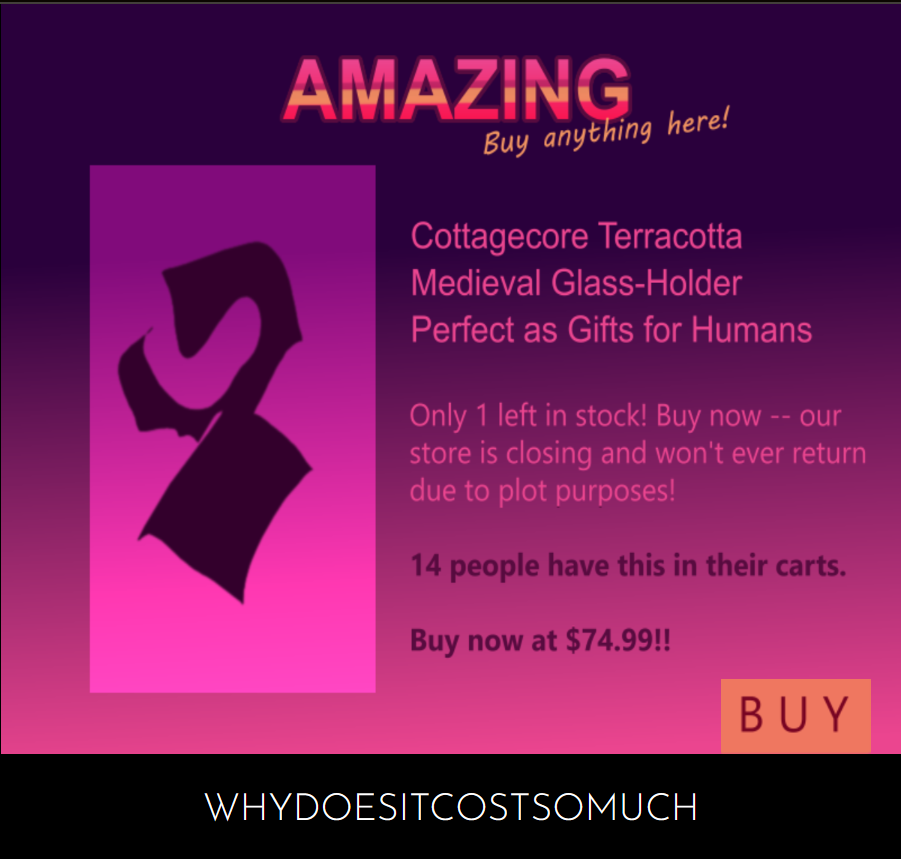 AMAZING
Buy anything here!
Cottagecore Terracotta
Medieval Glass-Holder
Perfect as Gifts for Humans
Only 1 left in stock! Buy now -- our
store is closing and won't ever return
due to plot purposes!
14 people have this in their carts.
Buy now at $74.99!!
BUY
WHYDOESITCOSTSOMUCH